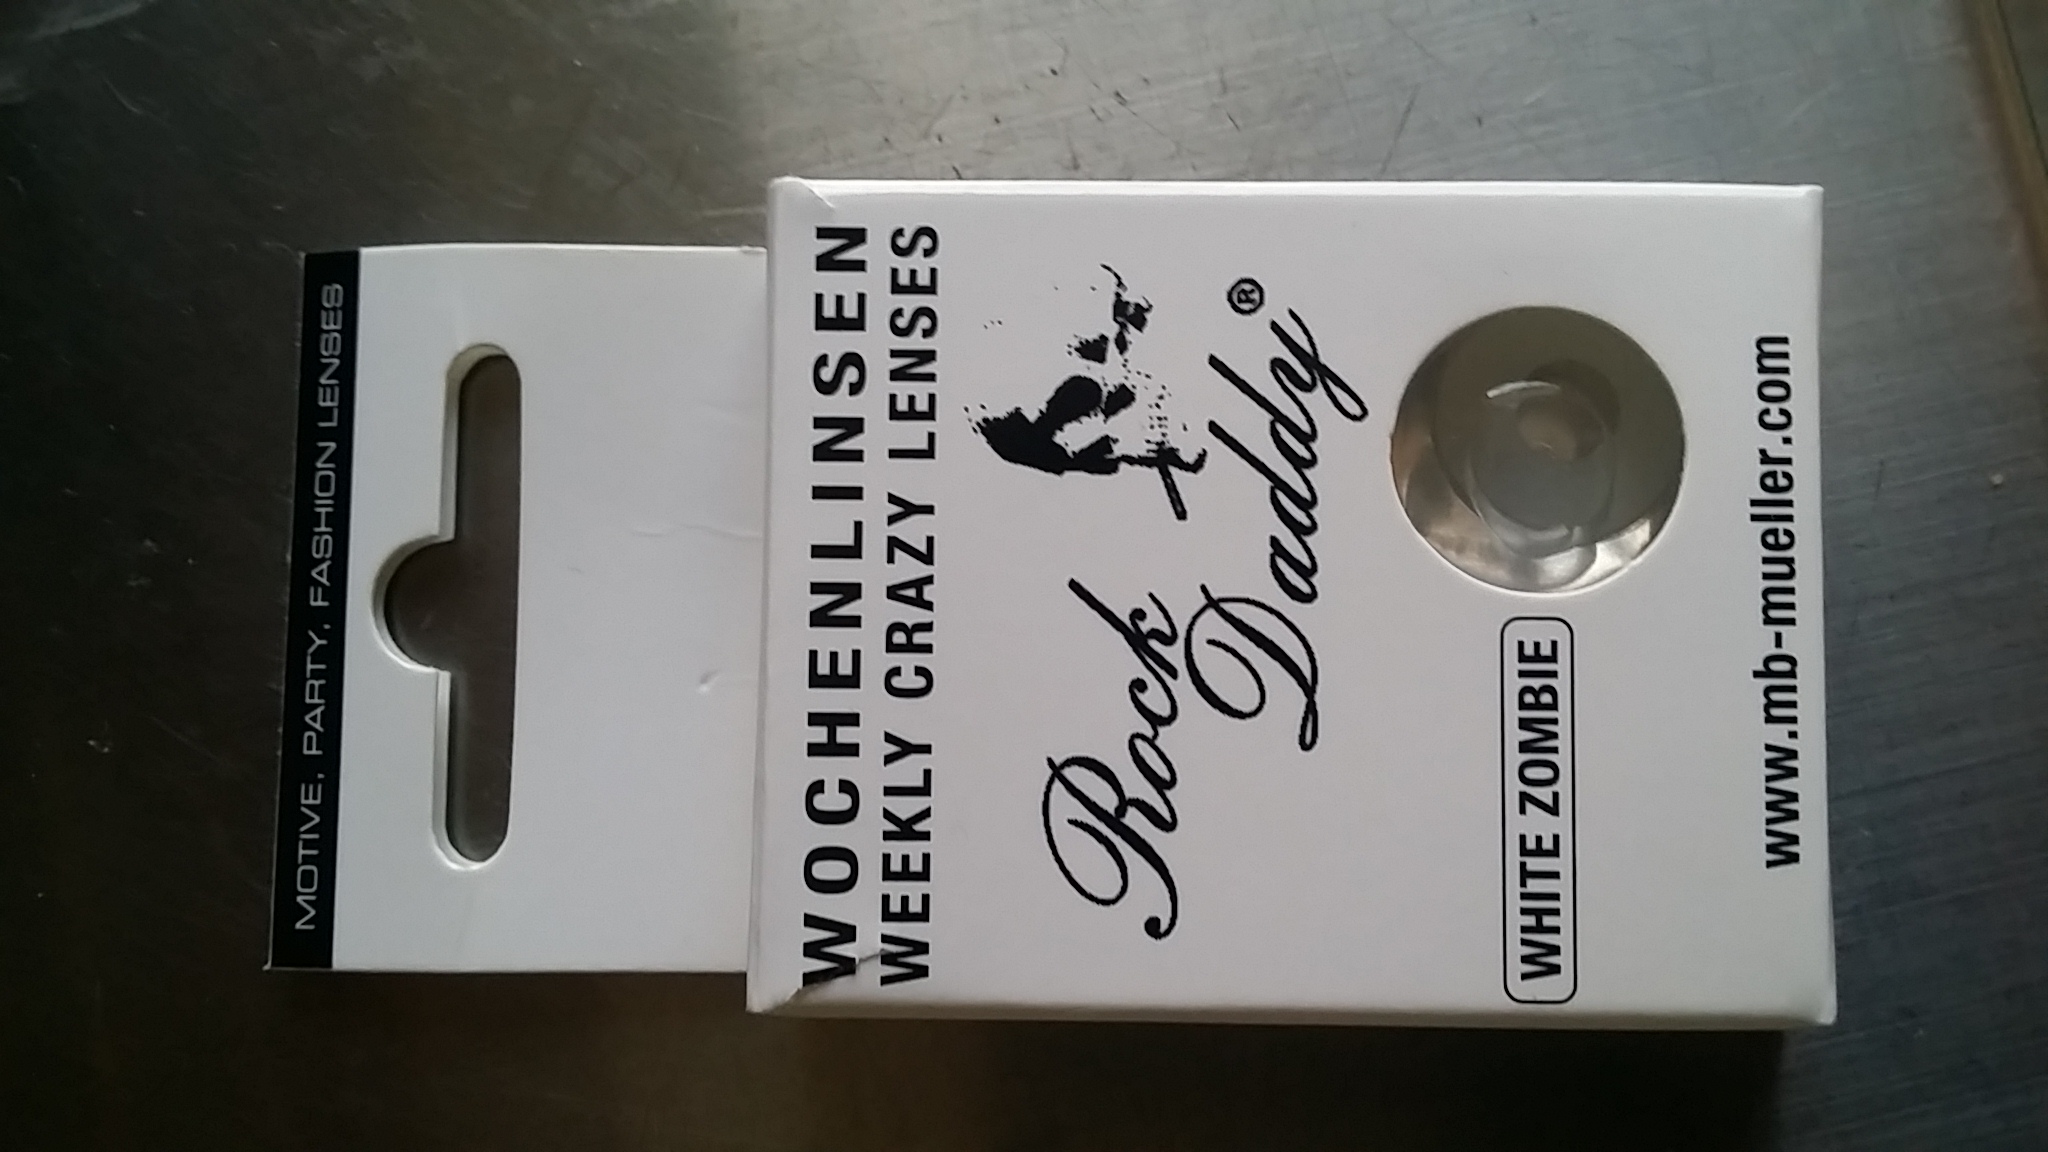 MOTIVE, PARTY, FASHION LENSES
WOCHENLINSEN
WEEKLY CRAZY LENSES
Rock
Daddy®
WHITE ZOMBIE
www.mb-mueller.com